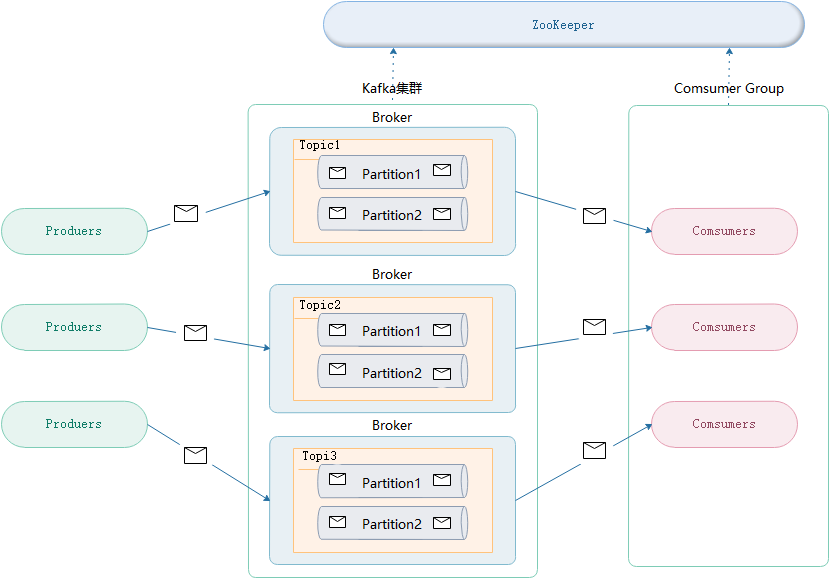 ZooKeeper
Kafka集群
Comsumer Group
Broker
Topic1
Partition1
Partition2
Produers
Comsumers
Broker
Topic2
Partition1
Partition2
Produers
Comsumers
Broker
Topi3
Partition1
Partition2
Produers
Comsumers